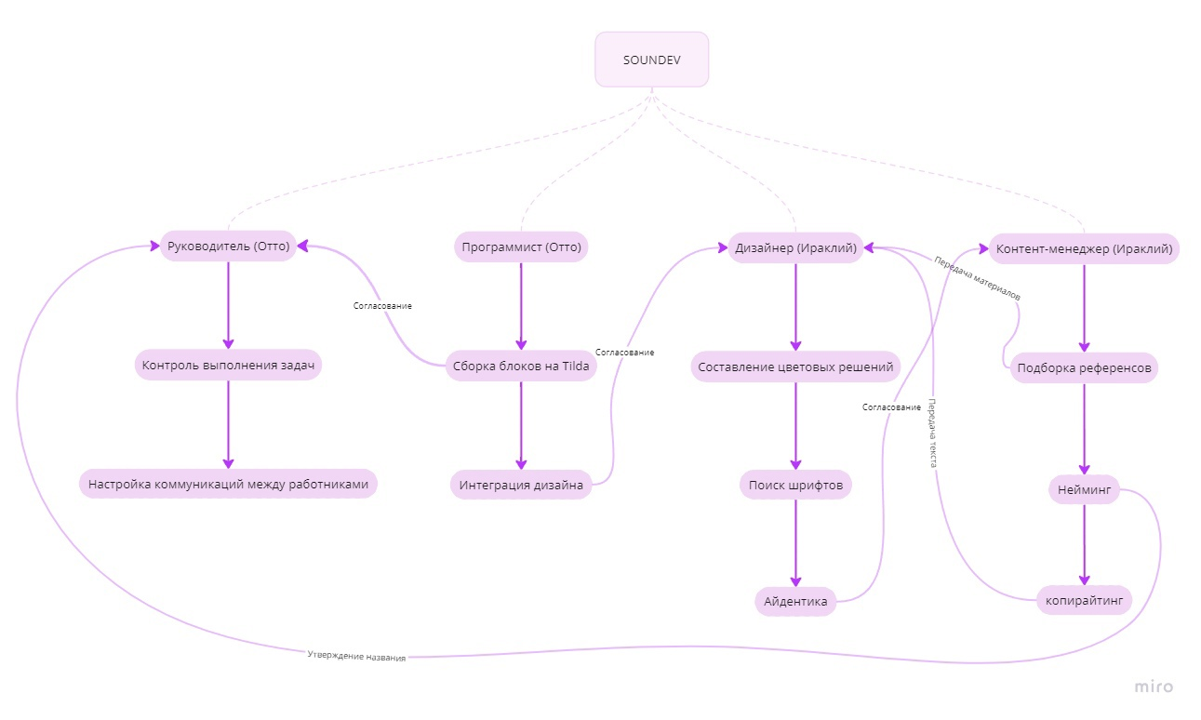 SOUNDEV
Руководитель (Отто)
Программист (Отто)
Дизайнер (Ираклий)
Контент-менеджер (Ираклий)
Передача материалов
Согласование
Согласование
Контроль выполнения задач
Сборка блоков на Tilda
Составление цветовых решений
Подборка референсов
Согласование
Передача текста
Настройка коммуникаций между работниками
Интеграция дизайна
Поиск шрифтов
Нейминг
Айдентика
копирайтинг
Утверждение названия
miro